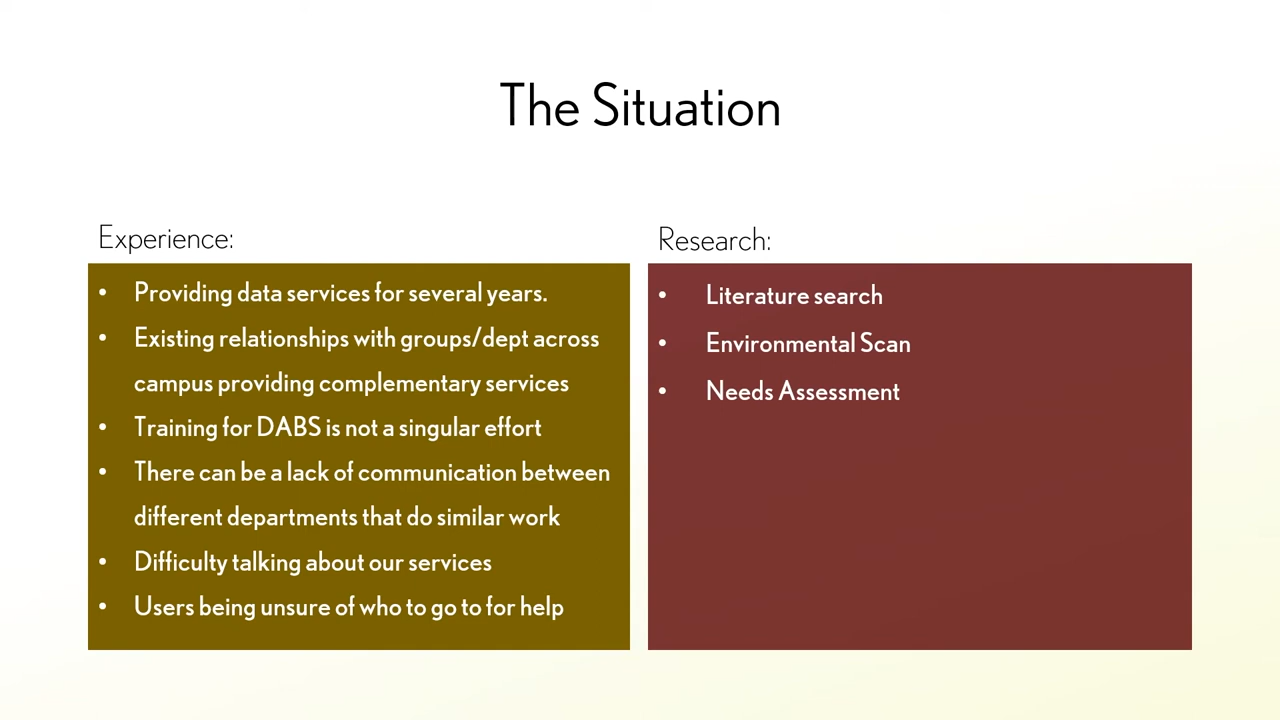 The Situation
Experience:
• Providing data services for several years.
• Existing relationships with groups/dept across
campus providing complementary services
• Training for DABS is not a singular effort
• There can be a lack of communication between
different departments that do similar work
• Difficulty talking about our services
• Users being unsure of who to go to for help
Research:
• Literature search
• Environmental Scan
• Needs Assessment